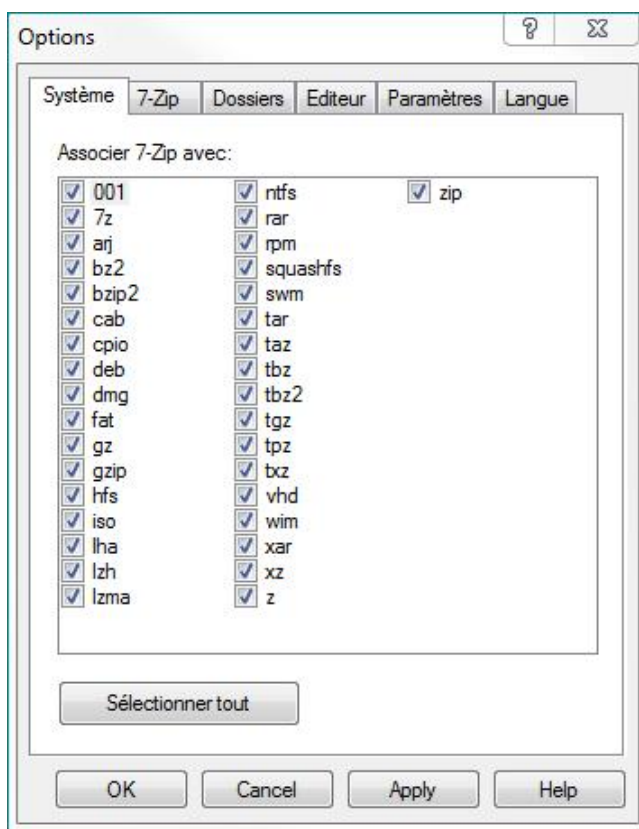 Options
Système 7-Zip Dossiers Editeur Paramètres Langue
Associer 7-Zip avec:
001
7z
arj
bz2
bzip2
cab
cpio
deb
dmg
fat
gz
gzip
hfs
iso
lha
lzh
lzma
ntfs
rar
rpm
squashfs
swm
tar
taz
tbz
tbz2
tgz
tpz
txz
vhd
wim
xar
xz
z
zip
Sélectionner tout
OK Cancel Apply Help